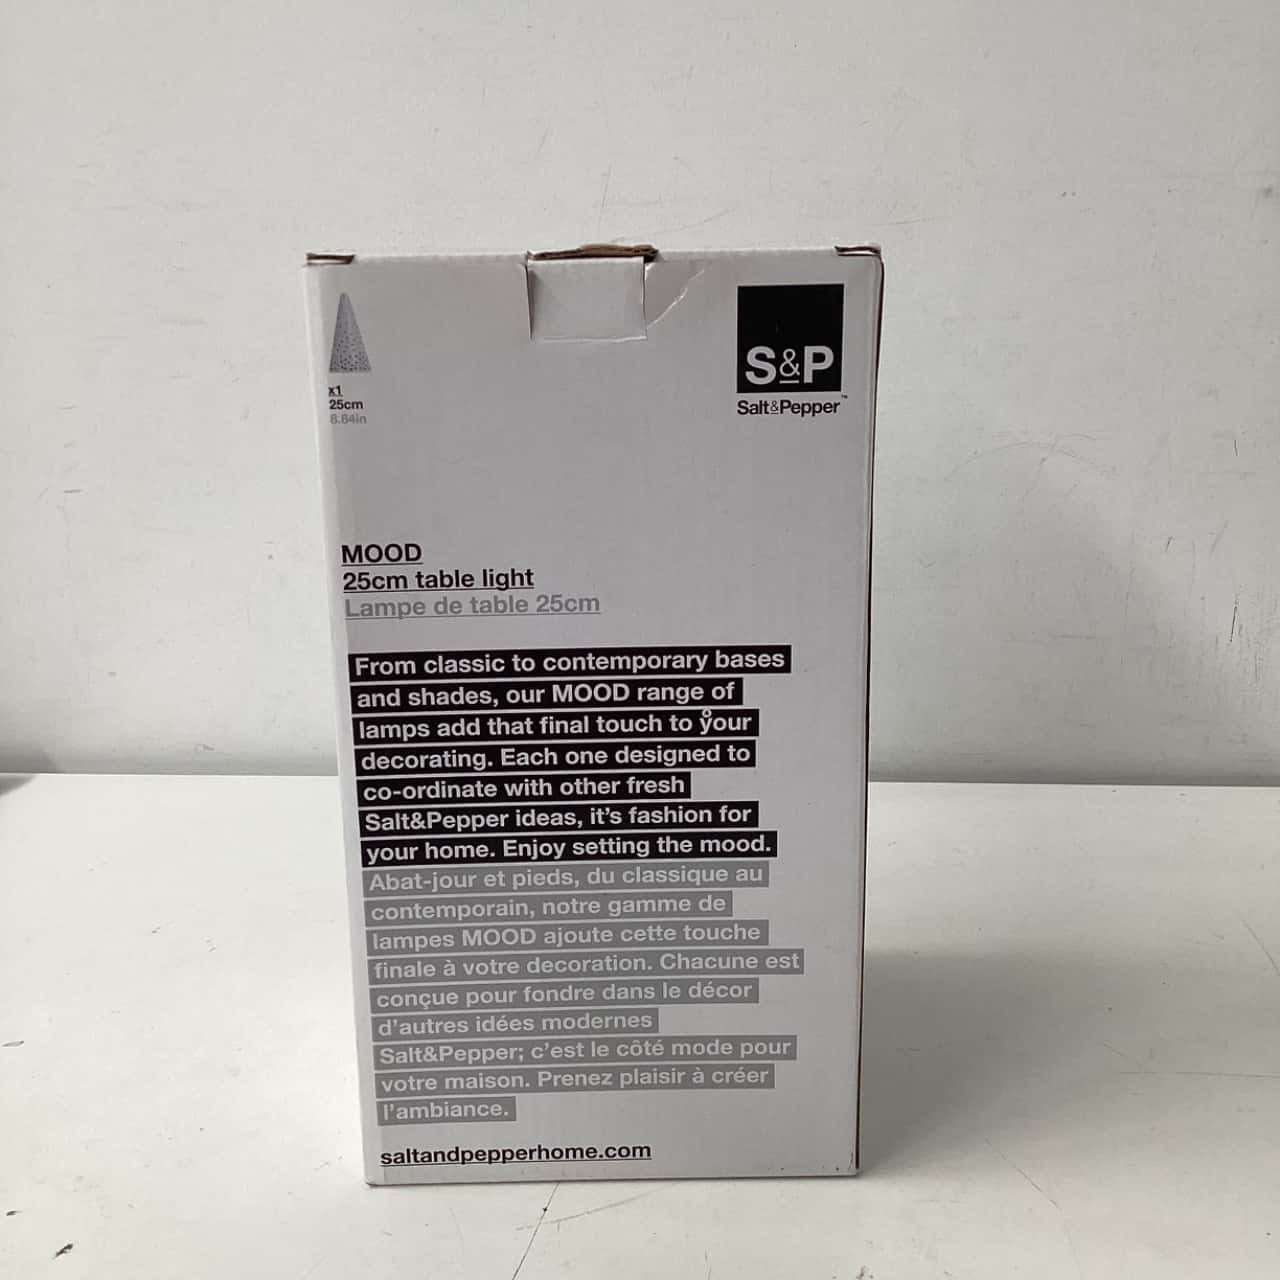 x1
25cm
8.84in
S&P
Salt&Pepper™
MOOD
25cm table light
Lampe de table 25cm
From classic to contemporary bases
and shades, our MOOD range of
lamps add that final touch to your
decorating. Each one designed to
co-ordinate with other fresh
Salt&Pepper ideas, it's fashion for
your home. Enjoy setting the mood.
Abat-jour et pieds, du classique au
contemporain, notre gamme de
lampes MOOD ajoute cette touche
finale à votre decoration. Chacune est
conçue pour fondre dans le décor
d'autres idées modernes
Salt&Pepper; c'est le côté mode pour
votre maison. Prenez plaisir à créer
l'ambiance.
saltandpepperhome.com